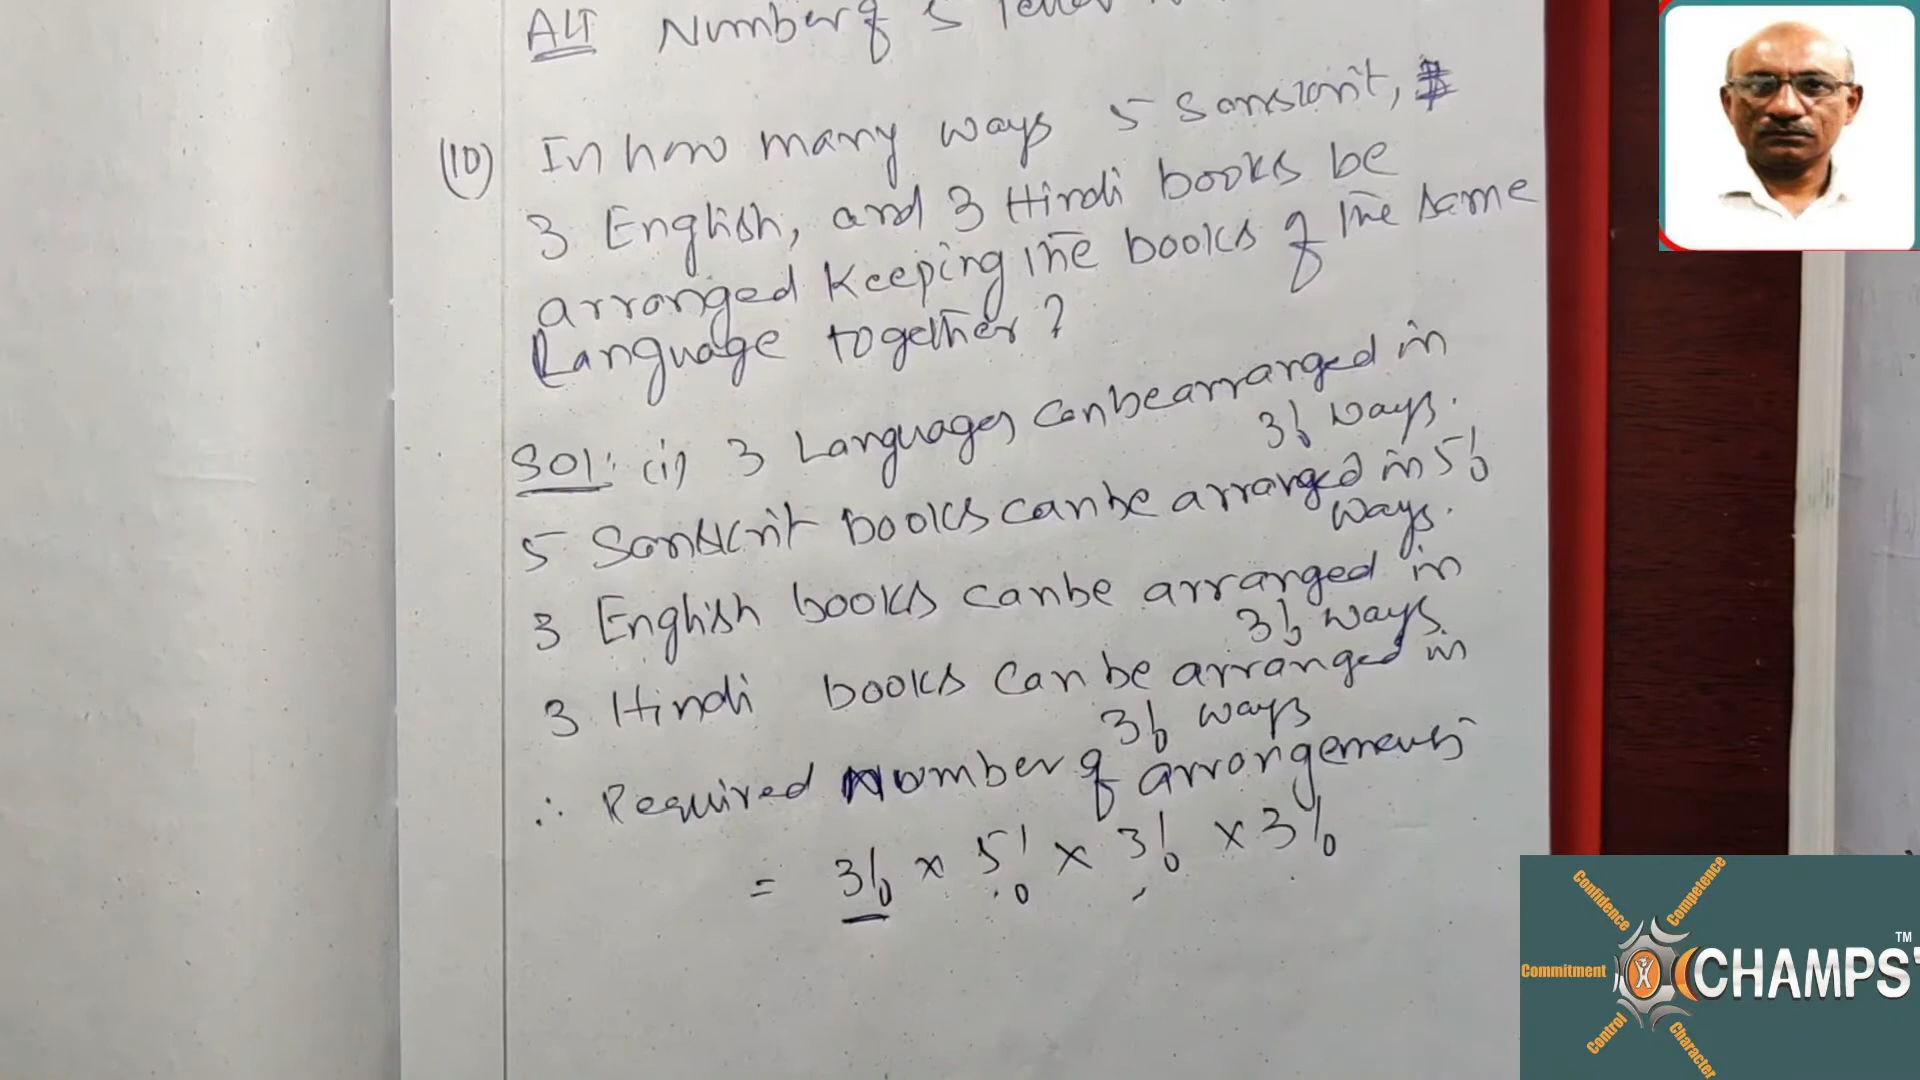 ALT Number of 5 letter
(10) In how many ways 5 Sanskrit,
3 English, and 3 Hindi books be
arranged keeping the books of the same
Language together?
Sol: (i) 3 Languages can be arranged in
3! ways.
5 Sanskrit books can be arranged in 5!
ways.
3 English books can be arranged in
3! ways
3 Hindi books can be arranged in
3! ways
∴ Required Number of arrangements
= 3! × 5! × 3! × 3!
Confidence
Competence
Commitment
CHAMPS
TM
Control
Character